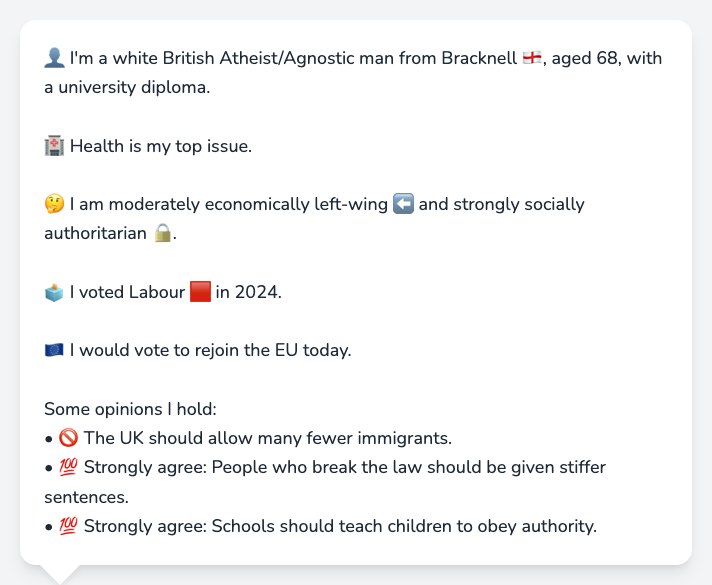 👤 I'm a white British Atheist/Agnostic man from Bracknell 🏴󠁧󠁢󠁥󠁮󠁧󠁿, aged 68, with
a university diploma.
🏥 Health is my top issue.
🤔 I am moderately economically left-wing ⬅️ and strongly socially
authoritarian 🔒.
🗳️ I voted Labour 🟥 in 2024.
🇪🇺 I would vote to rejoin the EU today.
Some opinions I hold:
• 🚫 The UK should allow many fewer immigrants.
• 💯 Strongly agree: People who break the law should be given stiffer
sentences.
• 💯 Strongly agree: Schools should teach children to obey authority.